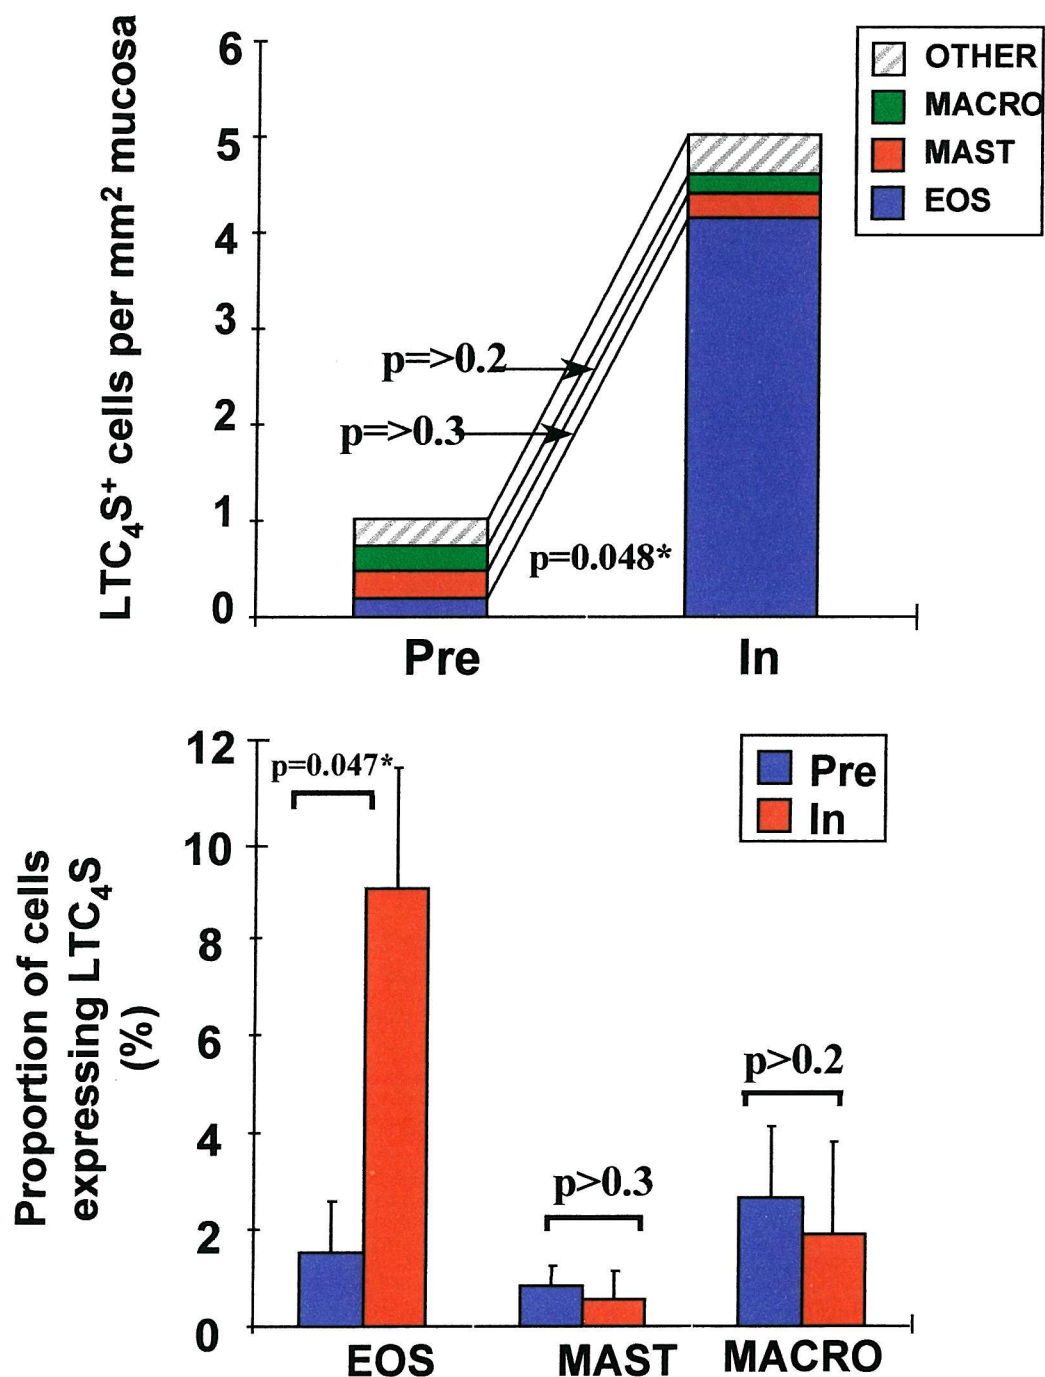 LTC₄S⁺ cells per mm² mucosa
6
5
4
3
2
1
0
OTHER
MACRO
MAST
EOS
p=>0.2
p=>0.3
p=0.048*
Pre
In
Proportion of cells
expressing LTC₄S
(%)
12
10
8
6
4
2
0
p=0.047*
Pre
In
p>0.3
p>0.2
EOS
MAST
MACRO